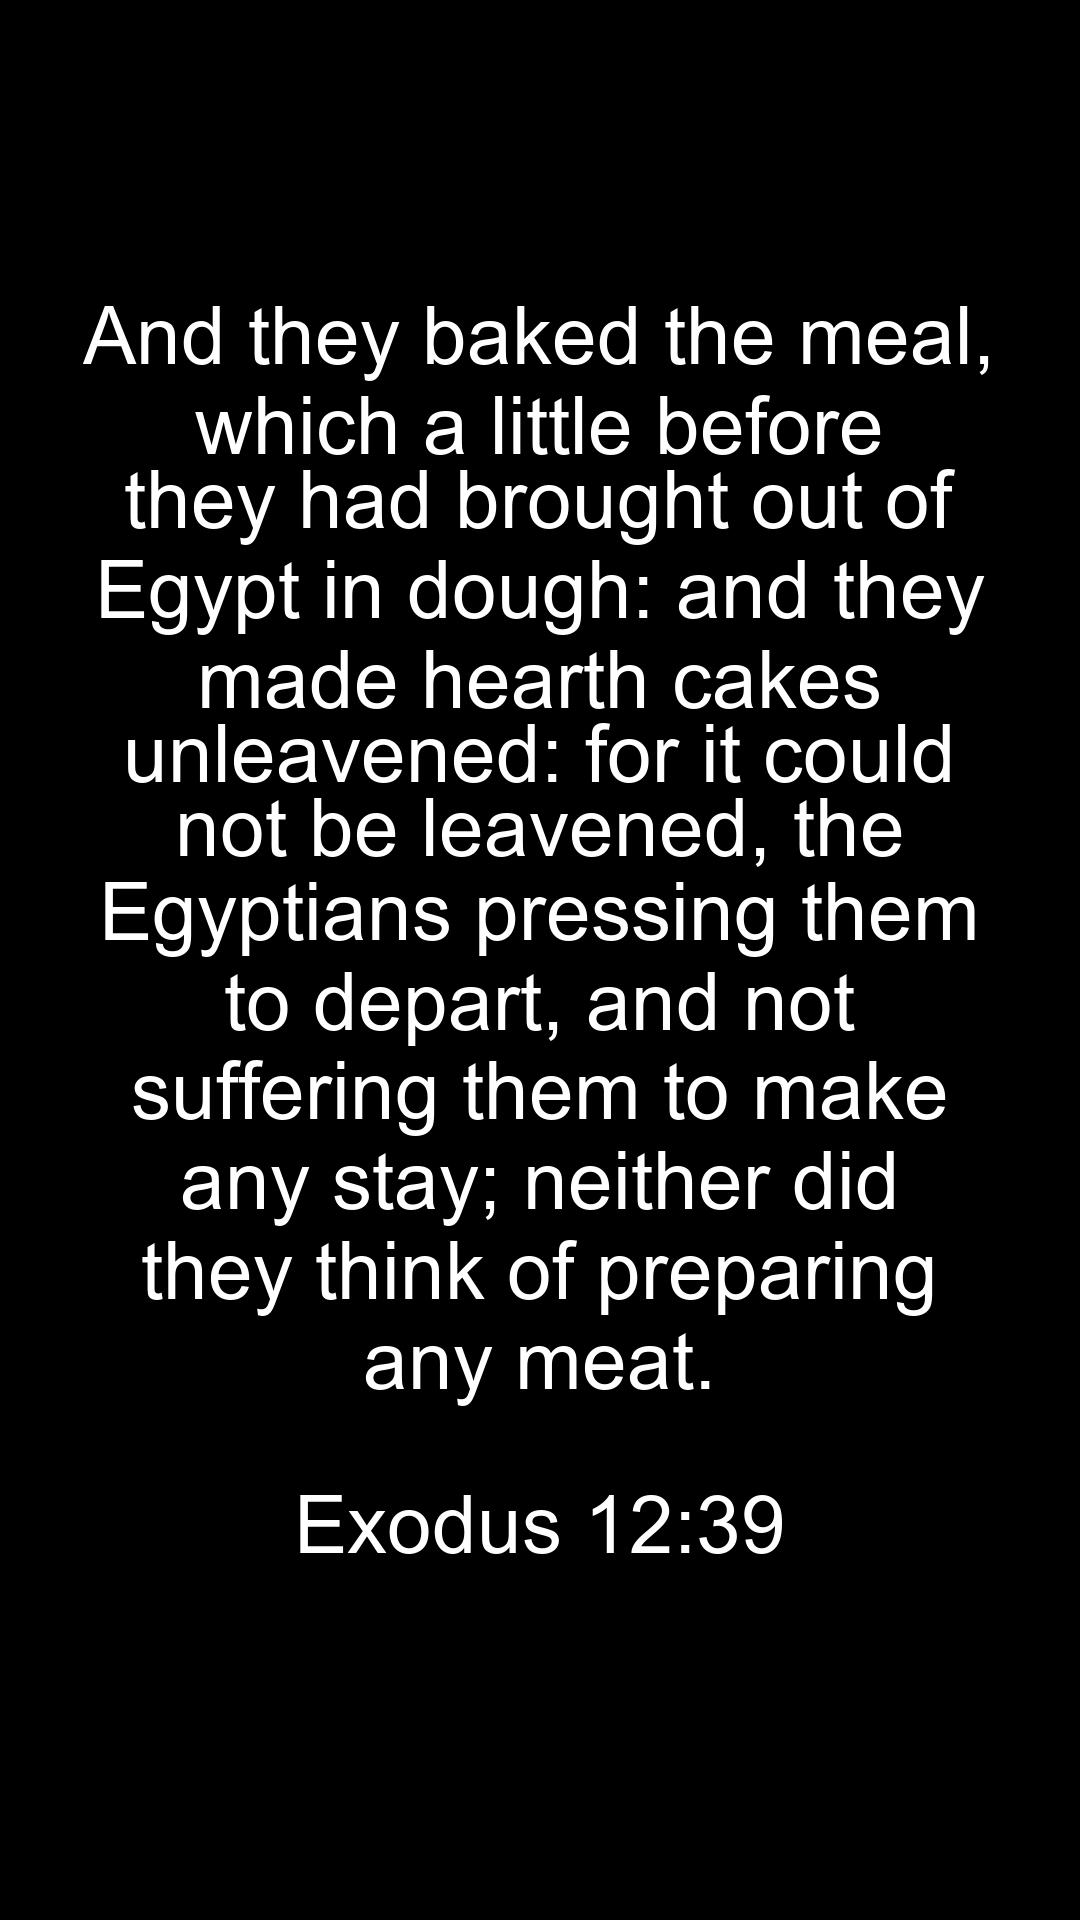 And they baked the meal,
which a little before
they had brought out of
Egypt in dough: and they
made hearth cakes
unleavened: for it could
not be leavened, the
Egyptians pressing them
to depart, and not
suffering them to make
any stay; neither did
they think of preparing
any meat.
Exodus 12:39